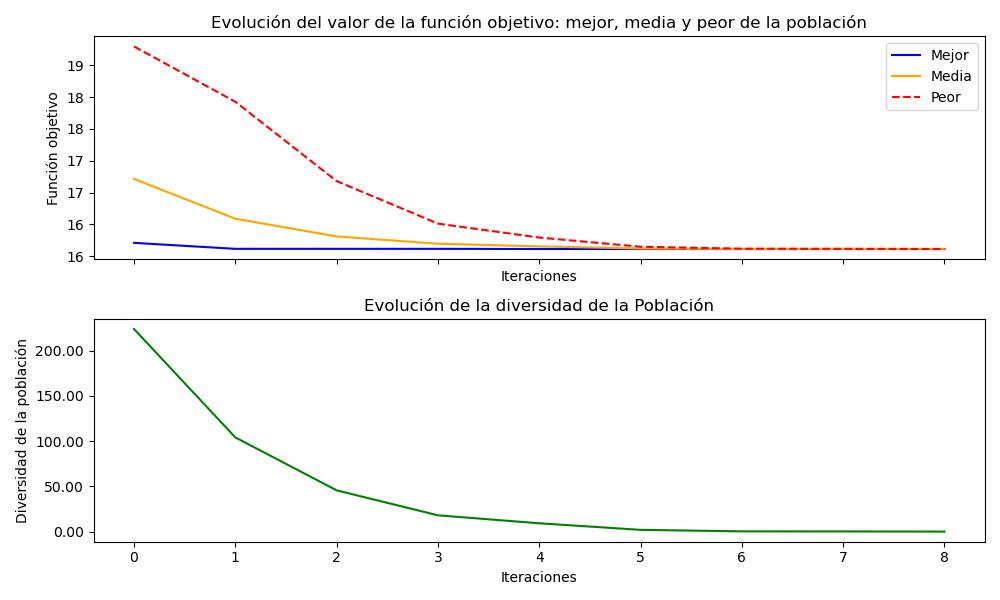 Evolución del valor de la función objetivo: mejor, media y peor de la población
19
18
18
17
17
16
16
Función objetivo
Mejor
Media
Peor
Iteraciones
Evolución de la diversidad de la Población
200.00
150.00
100.00
50.00
0.00
Diversidad de la población
0 1 2 3 4 5 6 7 8
Iteraciones